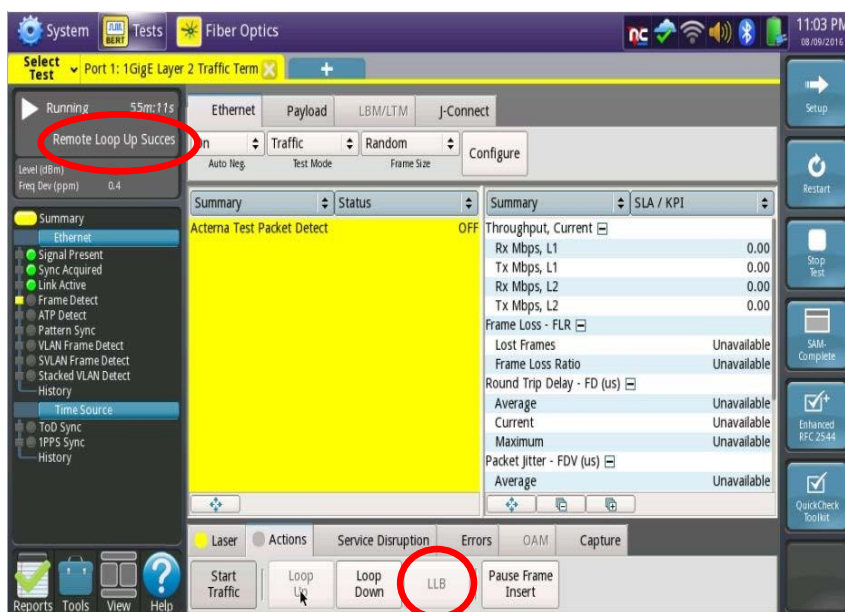 System
BERT
Tests
Fiber Optics
nc
11:03 PM
08/09/2016
Select Test
Port 1: 1GigE Layer 2 Traffic Term
+
Running 55m:11s
Remote Loop Up Succes
Level (dBm)
Freq Dev (ppm) 0.4
Summary
Ethernet
Signal Present
Sync Acquired
Link Active
Frame Detect
ATP Detect
Pattern Sync
VLAN Frame Detect
SVLAN Frame Detect
Stacked VLAN Detect
History
Time Source
ToD Sync
1PPS Sync
History
Ethernet Payload LBM/LTM J-Connect
On Traffic Random
Auto Neg. Test Mode Frame Size
Configure
Summary Status
Acterna Test Packet Detect OFF
Summary SLA / KPI
Throughput, Current
Rx Mbps, L1 0.00
Tx Mbps, L1 0.00
Rx Mbps, L2 0.00
Tx Mbps, L2 0.00
Frame Loss - FLR
Lost Frames Unavailable
Frame Loss Ratio Unavailable
Round Trip Delay - FD (us)
Average Unavailable
Current Unavailable
Maximum Unavailable
Packet Jitter - FDV (us)
Average Unavailable
Laser Actions Service Disruption Errors OAM Capture
Start Traffic
Loop Up
Loop Down
LLB
Pause Frame Insert
Setup
Restart
Stop Test
SAM-Complete
Enhanced RFC 2544
QuickCheck Toolkit
Reports Tools View Help